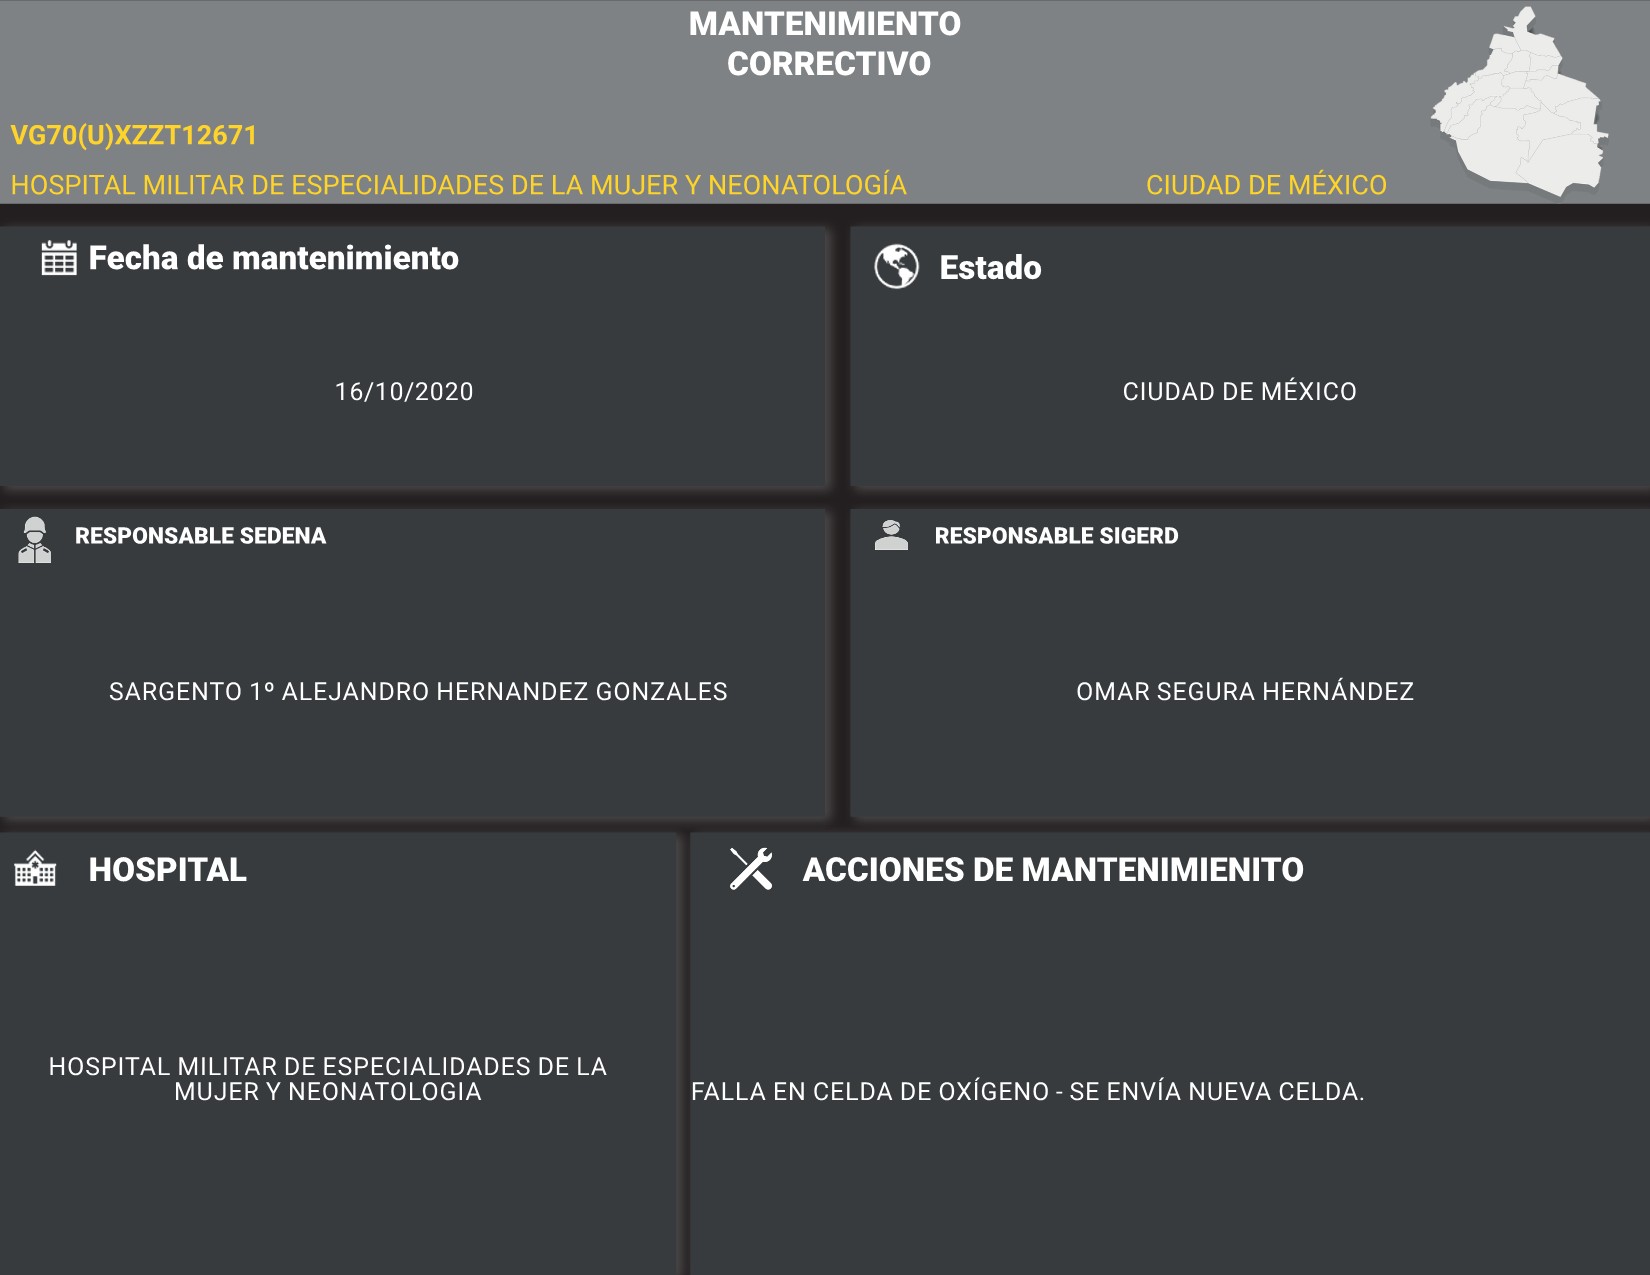 MANTENIMIENTO
CORRECTIVO
VG70(U)XZZT12671
HOSPITAL MILITAR DE ESPECIALIDADES DE LA MUJER Y NEONATOLOGÍA
CIUDAD DE MÉXICO
Fecha de mantenimiento
16/10/2020
Estado
CIUDAD DE MÉXICO
RESPONSABLE SEDENA
SARGENTO 1º ALEJANDRO HERNANDEZ GONZALES
RESPONSABLE SIGERD
OMAR SEGURA HERNÁNDEZ
HOSPITAL
HOSPITAL MILITAR DE ESPECIALIDADES DE LA
MUJER Y NEONATOLOGIA
ACCIONES DE MANTENIMIENITO
FALLA EN CELDA DE OXÍGENO - SE ENVÍA NUEVA CELDA.